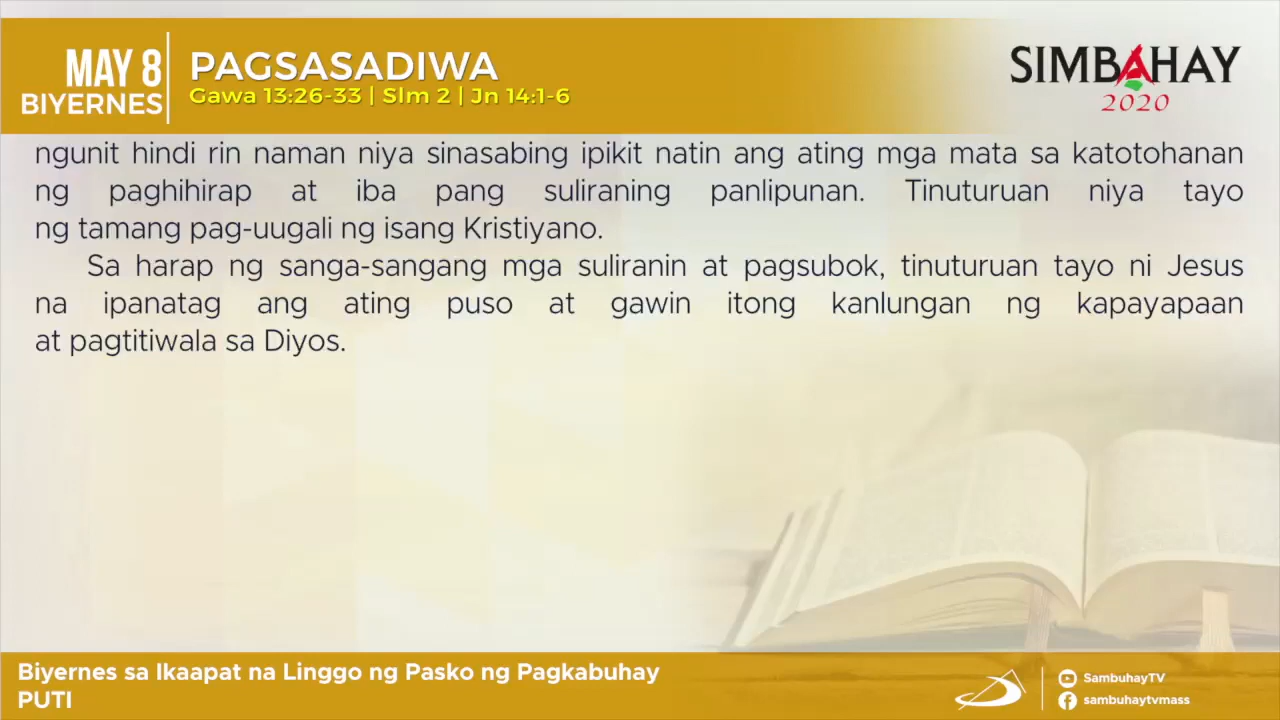 MAY 8
BIYERNES
PAGSASADIWA
Gawa 13:26-33 | Slm 2 | Jn 14:1-6
SIMBAHAY
2020
ngunit hindi rin naman niya sinasabing ipikit natin ang ating mga mata sa katotohanan
ng paghihirap at iba pang suliraning panlipunan. Tinuturuan niya tayo
ng tamang pag-uugali ng isang Kristiyano.
Sa harap ng sanga-sangang mga suliranin at pagsubok, tinuturuan tayo ni Jesus
na ipanatag ang ating puso at gawin itong kanlungan ng kapayapaan
at pagtitiwala sa Diyos.
Biyernes sa Ikaapat na Linggo ng Pasko ng Pagkabuhay
PUTI
SambuhayTV
sambuhaytvmass